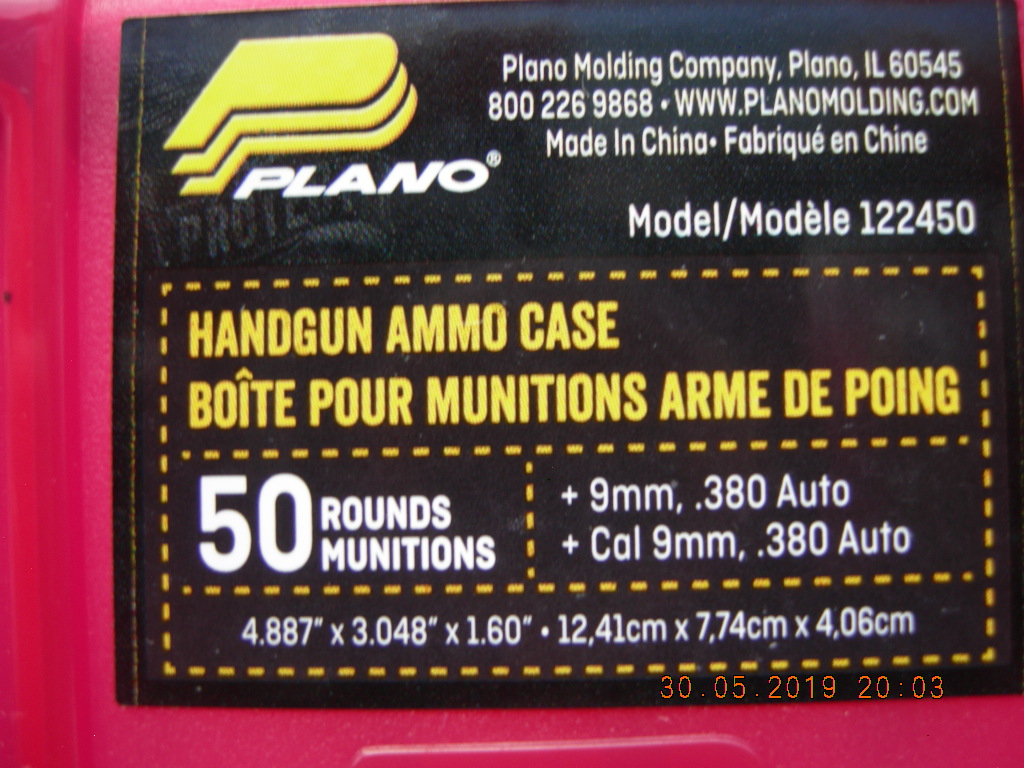 PLANO®
Plano Molding Company, Plano, IL 60545
800 226 9868 • WWW.PLANOMOLDING.COM
Made In China• Fabriqué en Chine
Model/Modèle 122450
HANDGUN AMMO CASE
BOÎTE POUR MUNITIONS ARME DE POING
50 ROUNDS
MUNITIONS
+ 9mm, .380 Auto
+ Cal 9mm, .380 Auto
4.887" x 3.048" x 1.60" • 12,41cm x 7,74cm x 4,06cm
30.05.2019 20:03